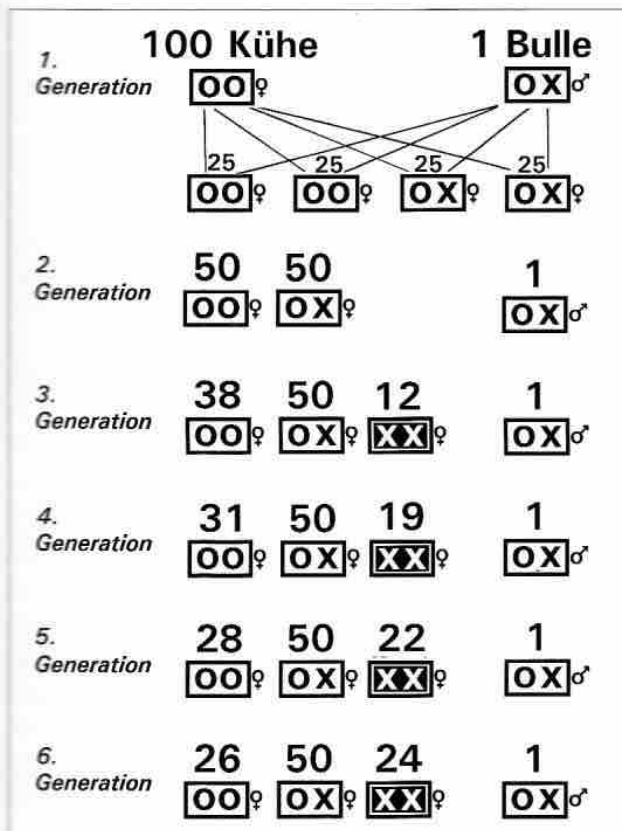 100 Kühe 1 Bulle
1.
Generation OO♀ OX♂
25 25 25 25
OO♀ OO♀ OX♀ OX♀
2. 50 50 1
Generation OO♀ OX♀ OX♂
3. 38 50 12 1
Generation OO♀ OX♀ XX♀ OX♂
4. 31 50 19 1
Generation OO♀ OX♀ XX♀ OX♂
5. 28 50 22 1
Generation OO♀ OX♀ XX♀ OX♂
6. 26 50 24 1
Generation OO♀ OX♀ XX♀ OX♂